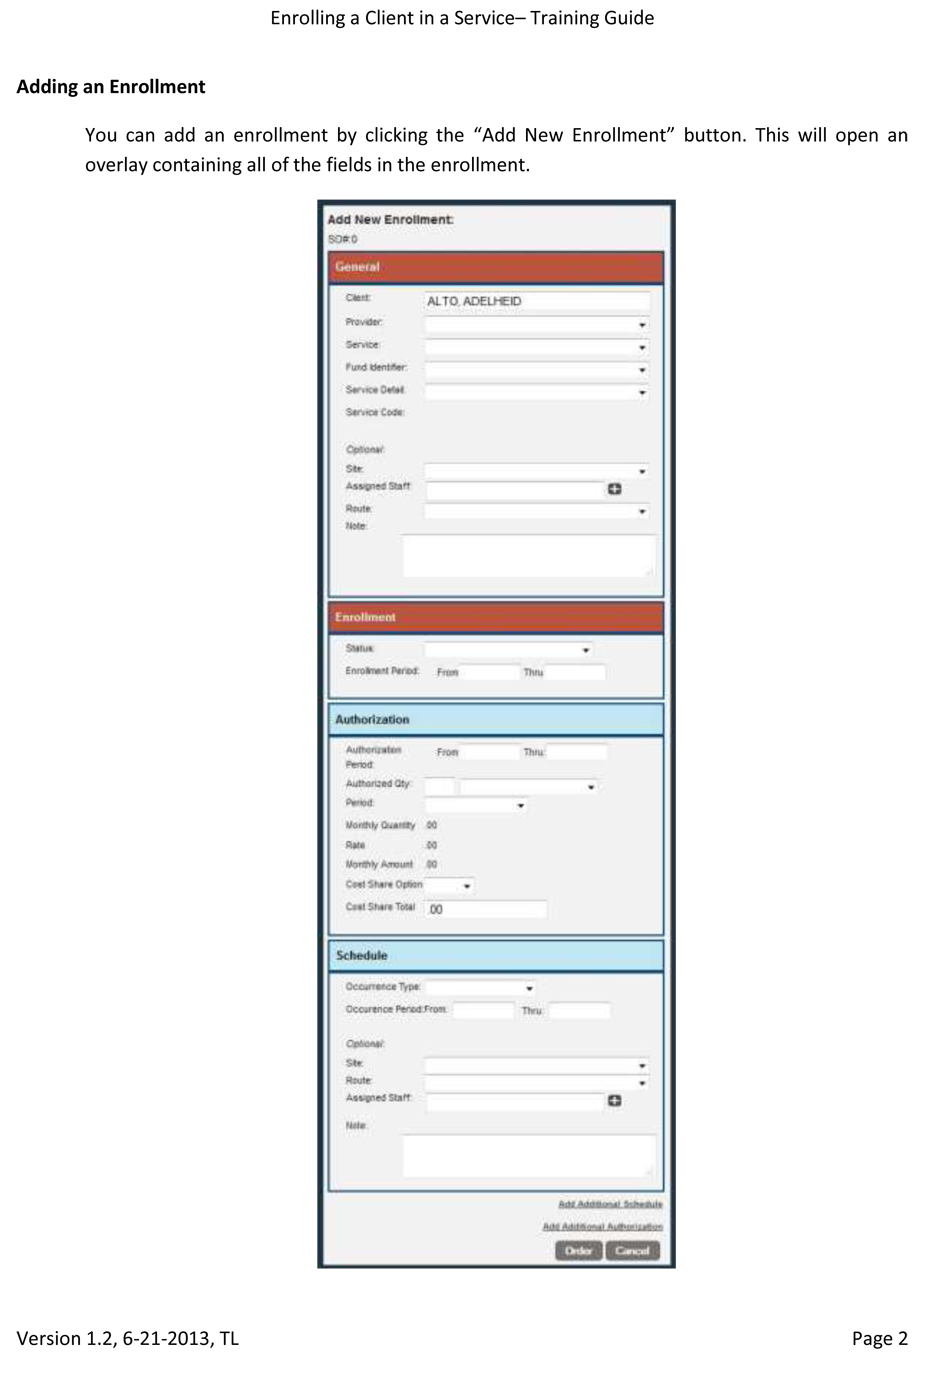 Enrolling a Client in a Service– Training Guide
Adding an Enrollment
You can add an enrollment by clicking the “Add New Enrollment” button. This will open an
overlay containing all of the fields in the enrollment.
Add New Enrollment:
SO#:0
General
Client: ALTO, ADELHEID
Provider:
Service:
Fund Identifier:
Service Detail:
Service Code:
Optional:
Site:
Assigned Staff:
Route:
Note:
Enrollment
Status:
Enrollment Period: From Thru
Authorization
Authorization From Thru:
Period:
Authorized Qty:
Period:
Monthly Quantity .00
Rate .00
Monthly Amount .00
Cost Share Option
Cost Share Total .00
Schedule
Occurrence Type:
Occurence Period:From: Thru:
Optional:
Site:
Route:
Assigned Staff:
Note:
Add Additional Schedule
Add Additional Authorization
Order Cancel
Version 1.2, 6-21-2013, TL Page 2